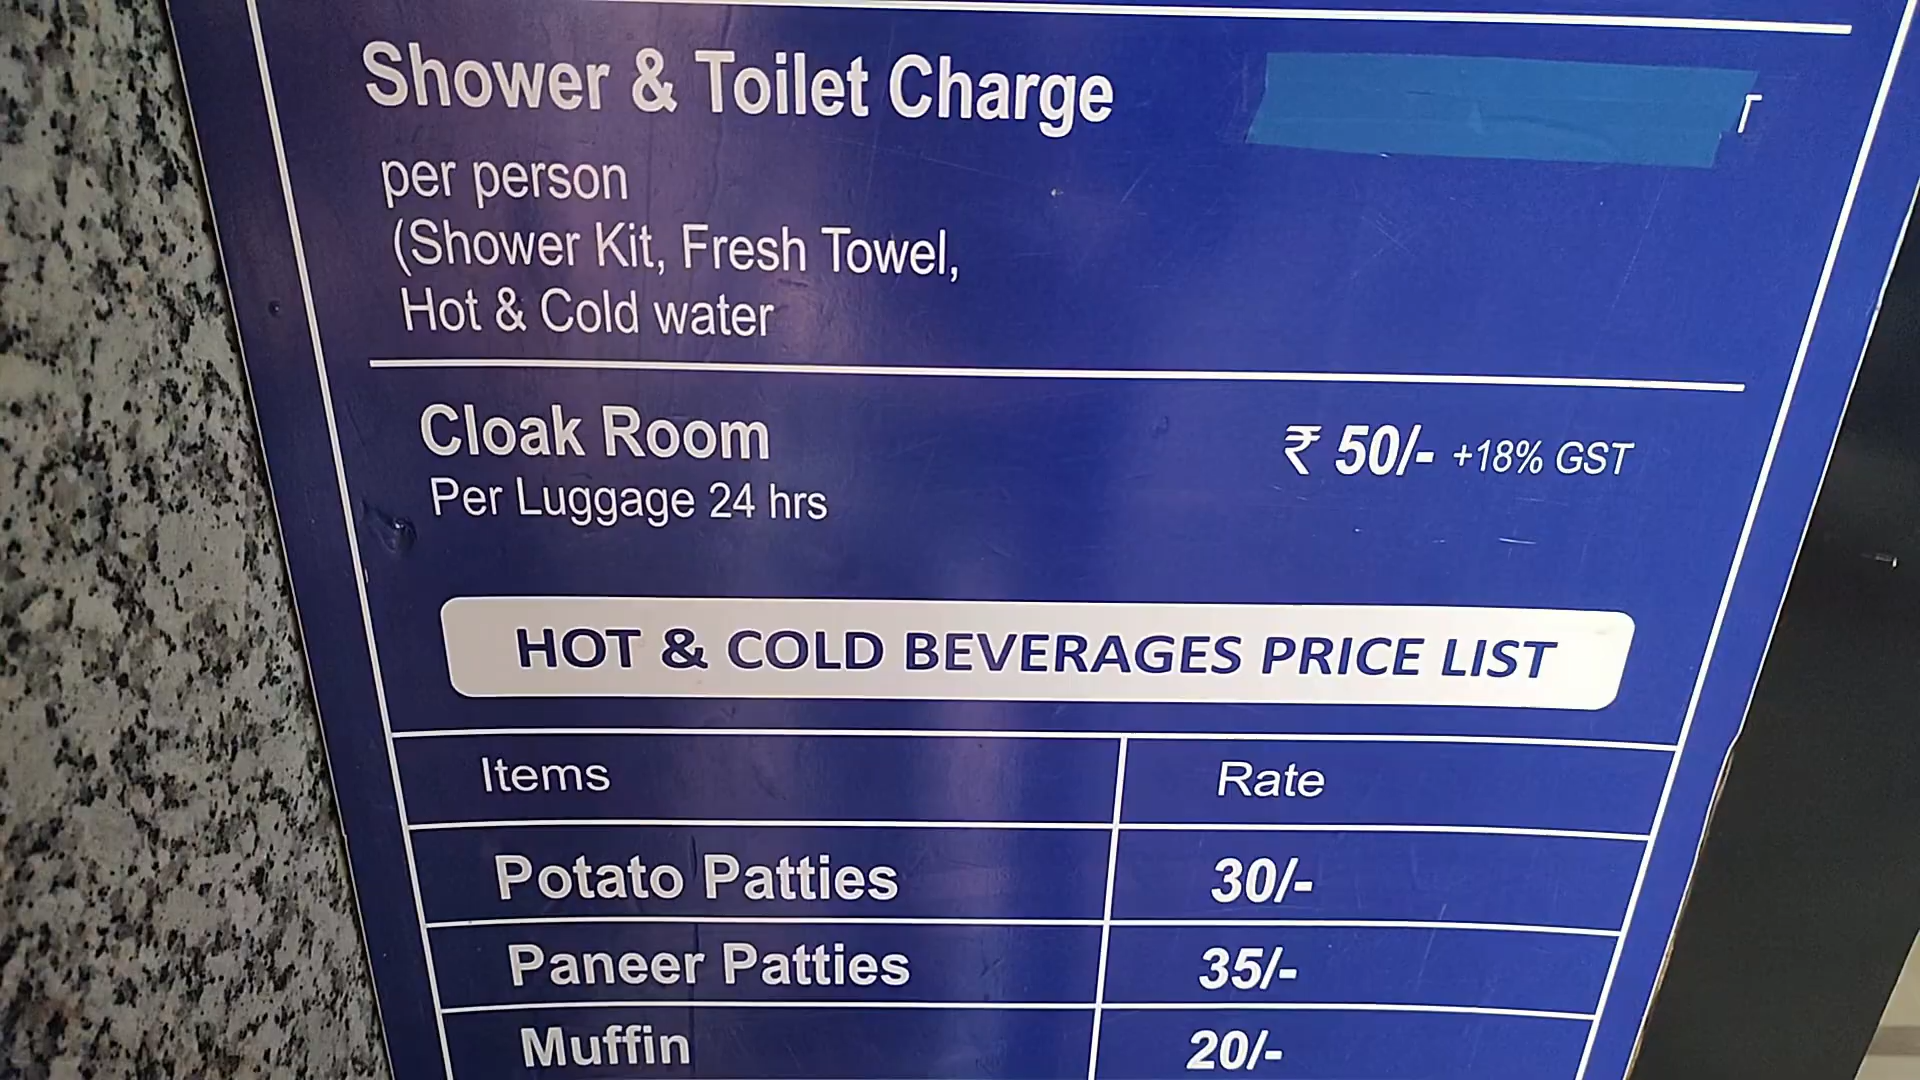 Shower & Toilet Charge
per person
(Shower Kit, Fresh Towel,
Hot & Cold water
Cloak Room ₹ 50/- +18% GST
Per Luggage 24 hrs
HOT & COLD BEVERAGES PRICE LIST
Items Rate
Potato Patties 30/-
Paneer Patties 35/-
Muffin 20/-